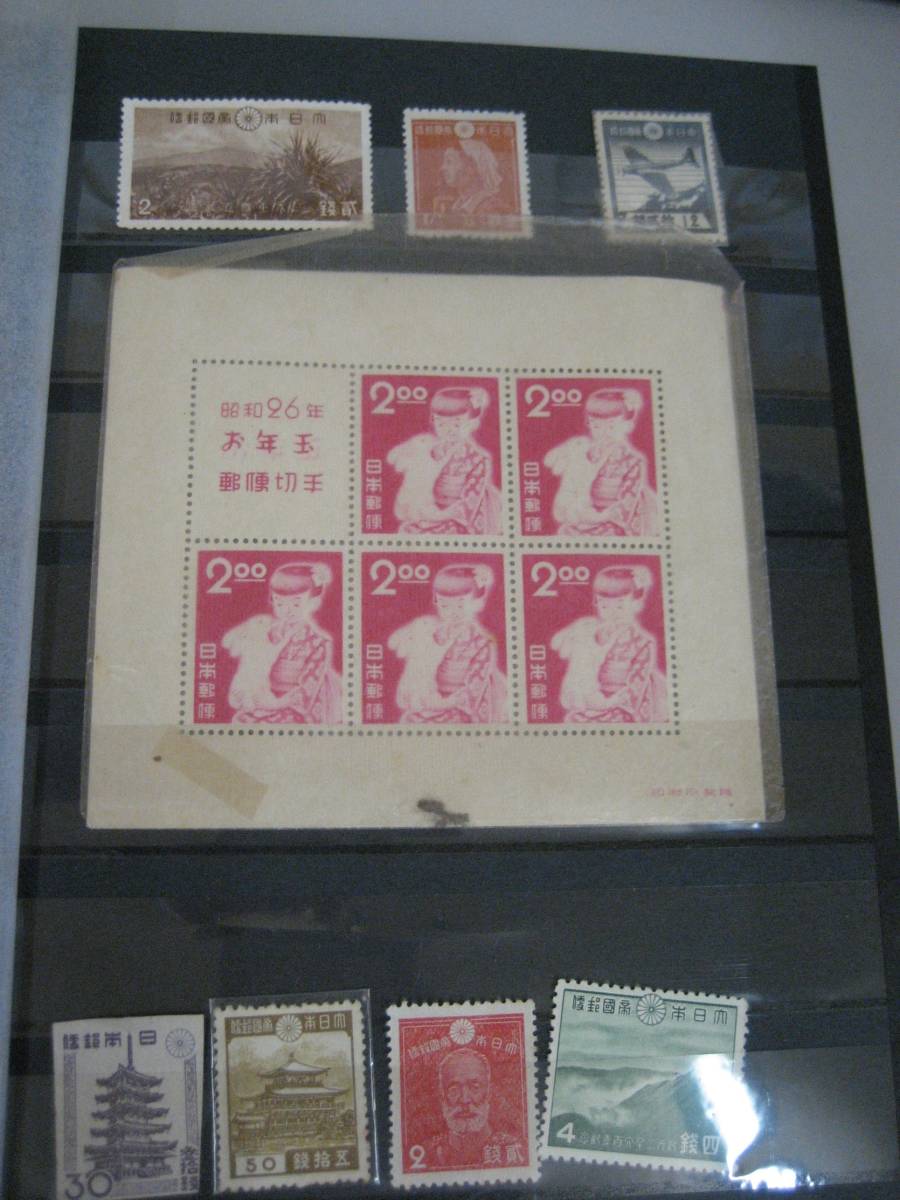 大日本帝國郵便
2 貳錢
大日本帝國郵便
大日本帝國郵便
12
昭和26年
お年玉
郵便切手
2.00
日本郵便
2.00
日本郵便
2.00
日本郵便
2.00
日本郵便
2.00
日本郵便
日本郵便
30
大日本帝國郵便
50 五拾錢
大日本帝國郵便
2 貳錢
大日本帝國郵便
4
四錢